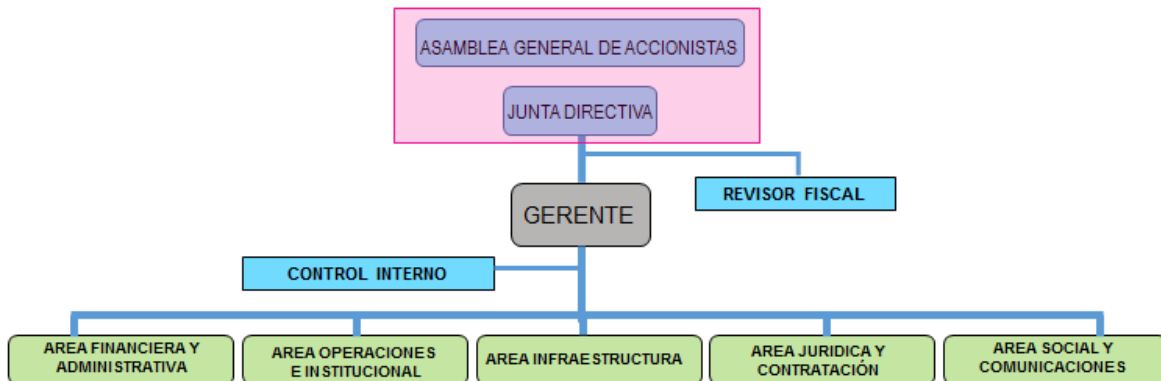 ASAMBLEA GENERAL DE ACCIONISTAS
JUNTA DIRECTIVA
REVISOR FISCAL
GERENTE
CONTROL INTERNO
AREA FINANCIERA Y
ADMINISTRATIVA
AREA OPERACIONES
E INSTITUCIONAL
AREA INFRAESTRUCTURA
AREA JURIDICA Y
CONTRATACIÓN
AREA SOCIAL Y
COMUNICACIONES